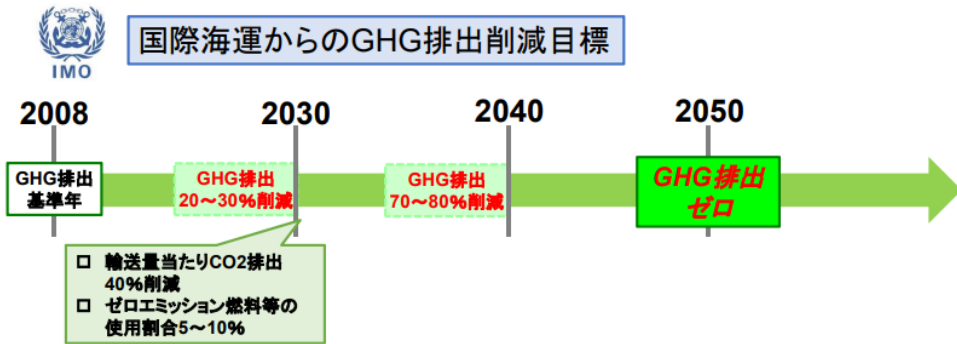 IMO
国際海運からのGHG排出削減目標
2008
2030
2040
2050
GHG排出
基準年
GHG排出
20～30%削減
GHG排出
70～80%削減
GHG排出
ゼロ
□ 輸送量当たりCO2排出
40%削減
□ ゼロエミッション燃料等の
使用割合5～10%